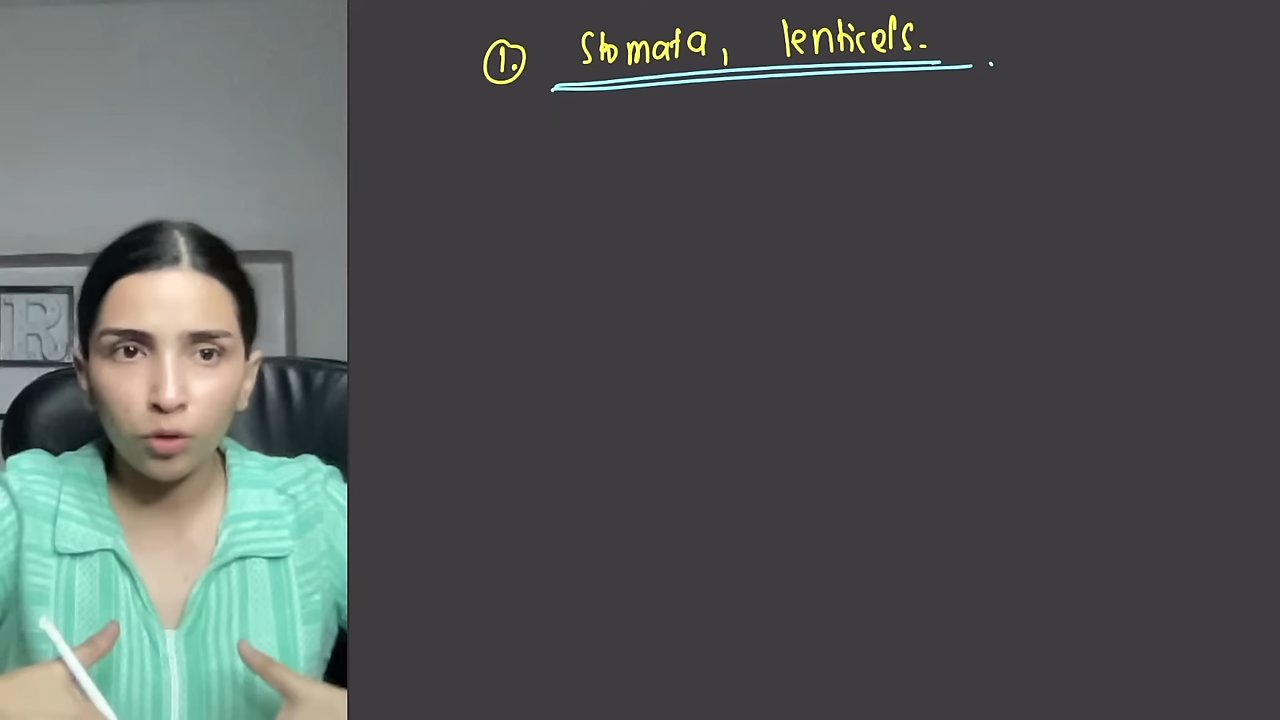 R
① stomata, lenticels.